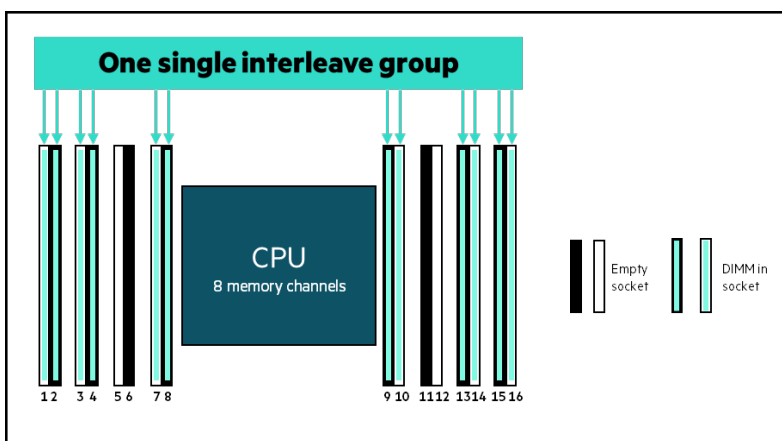 One single interleave group
CPU
8 memory channels
Empty
socket
DIMM in
socket
1 2 3 4 5 6 7 8 9 10 11 12 13 14 15 16